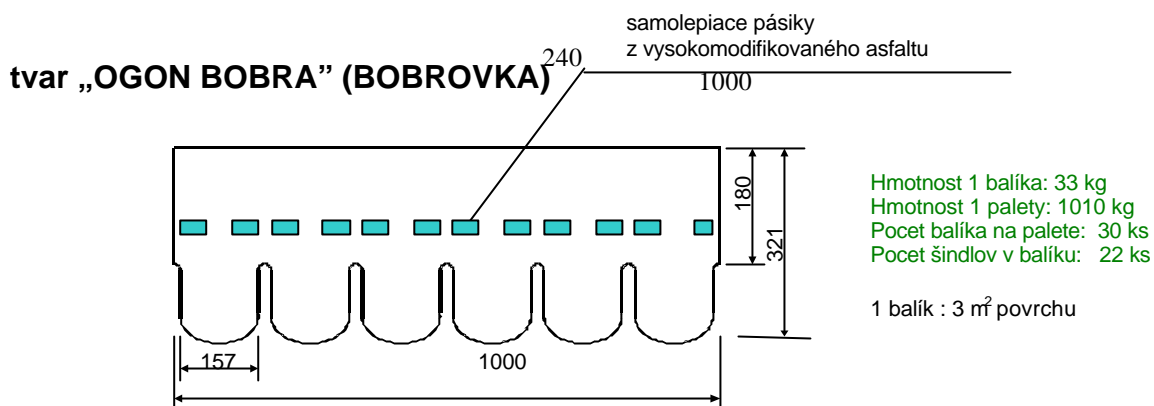 samolepiace pásiky
z vysokomodifikovaného asfaltu
240
tvar „OGON BOBRA” (BOBROVKA)
1000
180
321
Hmotnost 1 balíka: 33 kg
Hmotnost 1 palety: 1010 kg
Pocet balíka na palete: 30 ks
Pocet šindlov v balíku: 22 ks
1 balík : 3 m² povrchu
157
1000